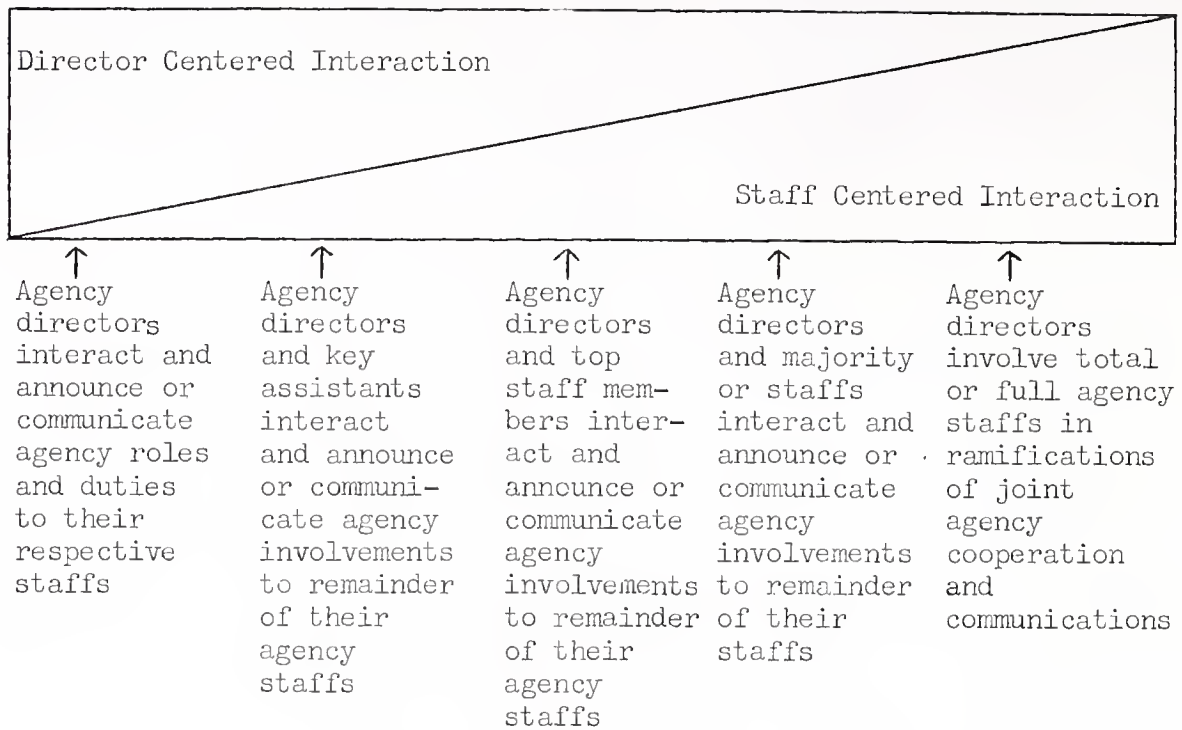 Director Centered Interaction
Staff Centered Interaction
Agency
directors
interact and
announce or
communicate
agency roles
and duties
to their
respective
staffs
Agency
directors
and key
assistants
interact
and announce
or communi-
cate agency
involvements
to remainder
of their
agency
staffs
Agency
directors
and top
staff mem-
bers inter-
act and
announce or
communicate
agency
involvements
to remainder
of their
agency
staffs
Agency
directors
and majority
or staffs
interact and
announce or
communicate
agency
involvements
to remainder
of their
staffs
Agency
directors
involve total
or full agency
staffs in
ramifications
of joint
agency
cooperation
and
communications